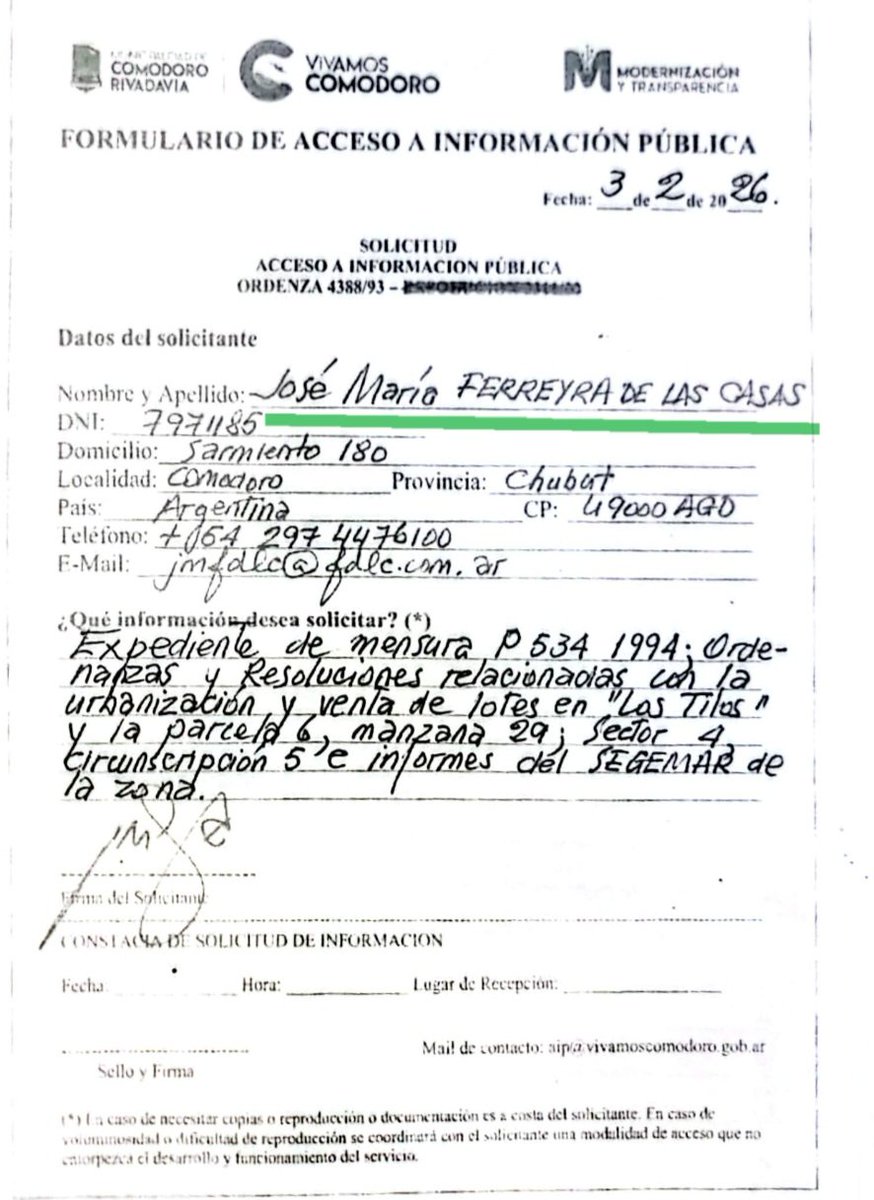 MUNICIPALIDAD DE
COMODORO
RIVADAVIA
VIVAMOS
COMODORO
MODERNIZACIÓN
Y TRANSPARENCIA
FORMULARIO DE ACCESO A INFORMACIÓN PÚBLICA
Fecha: 3 de 2 de 2026.
SOLICITUD
ACCESO A INFORMACION PÚBLICA
ORDENZA 4388/93 –
Datos del solicitante
Nombre y Apellido: José María FERREYRA DE LAS CASAS
DNI: 7971185
Domicilio: Sarmiento 180
Localidad: Comodoro Provincia: Chubut
País: Argentina CP: U9000AGD
Teléfono: +054 297 4476100
E-Mail: jmfdlc@fdlc.com.ar
¿Qué información desea solicitar? (*)
Expediente de mensura P 534 1994; Orde-
nanzas y Resoluciones relacionadas con la
urbanización y venta de lotes en "Los Tilos"
y la parcela 6, manzana 29; Sector 4,
Circunscripción 5 e informes del SEGEMAR de
la zona.
Firma del Solicitante
CONSTACIA DE SOLICITUD DE INFORMACION
Fecha Hora: Lugar de Recepción:
Mail de contacto: aip@vivamoscomodoro.gob.ar
Sello y Firma
(*) En caso de necesitar copias o reproducción o documentación es a costa del solicitante. En caso de
voluminosidad o dificultad de reproducción se coordinará con el solicitante una modalidad de acceso que no
entorpezca el desarrollo y funcionamiento del servicio.